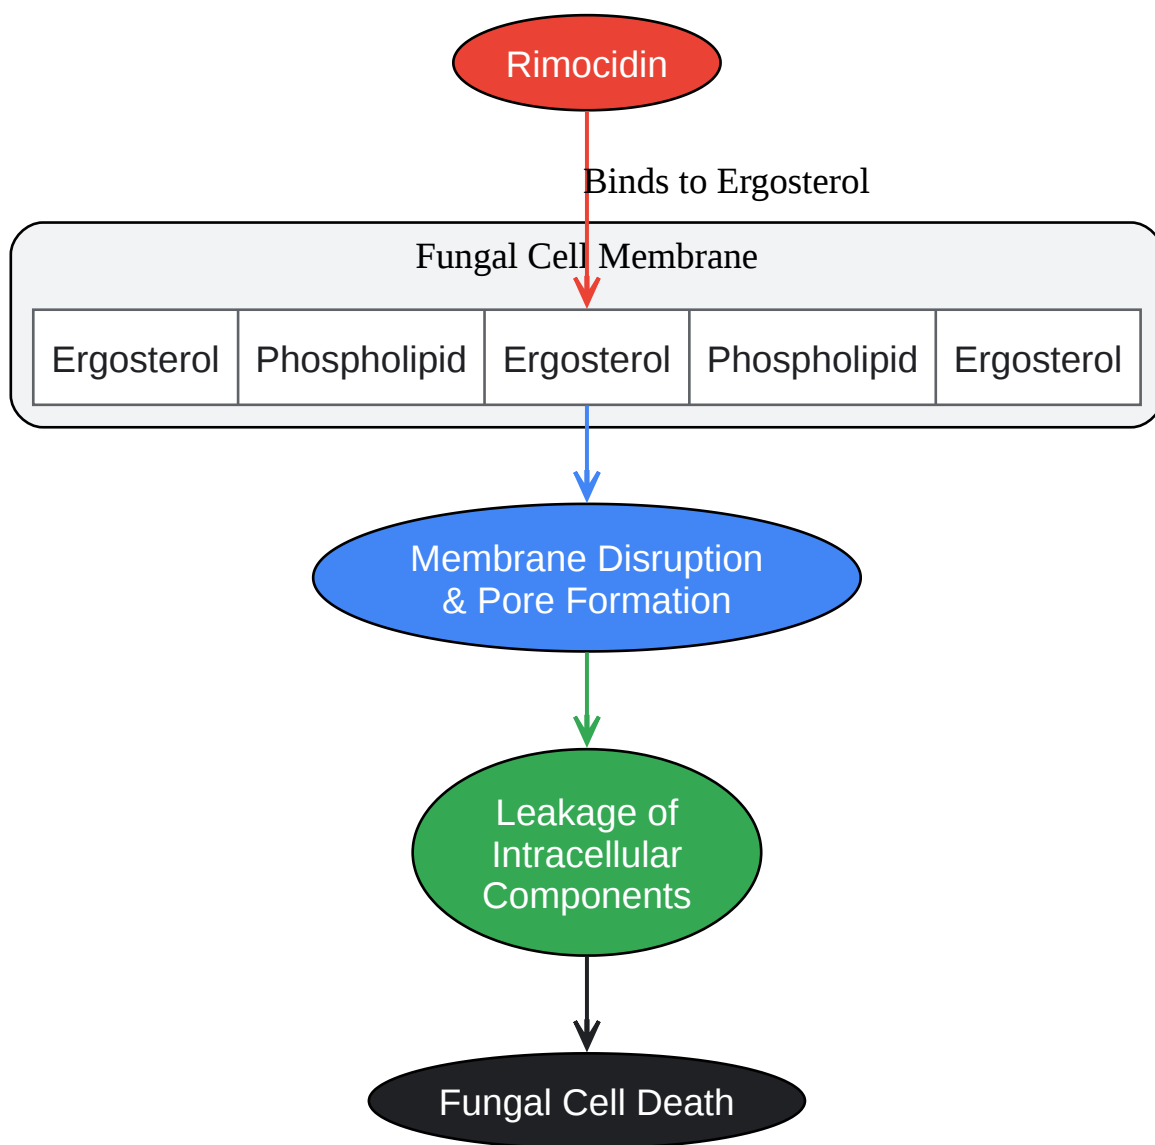 Rimocidin
Binds to Ergosterol
Fungal Cell Membrane
Ergosterol Phospholipid Ergosterol Phospholipid Ergosterol
Membrane Disruption
& Pore Formation
Leakage of
Intracellular
Components
Fungal Cell Death